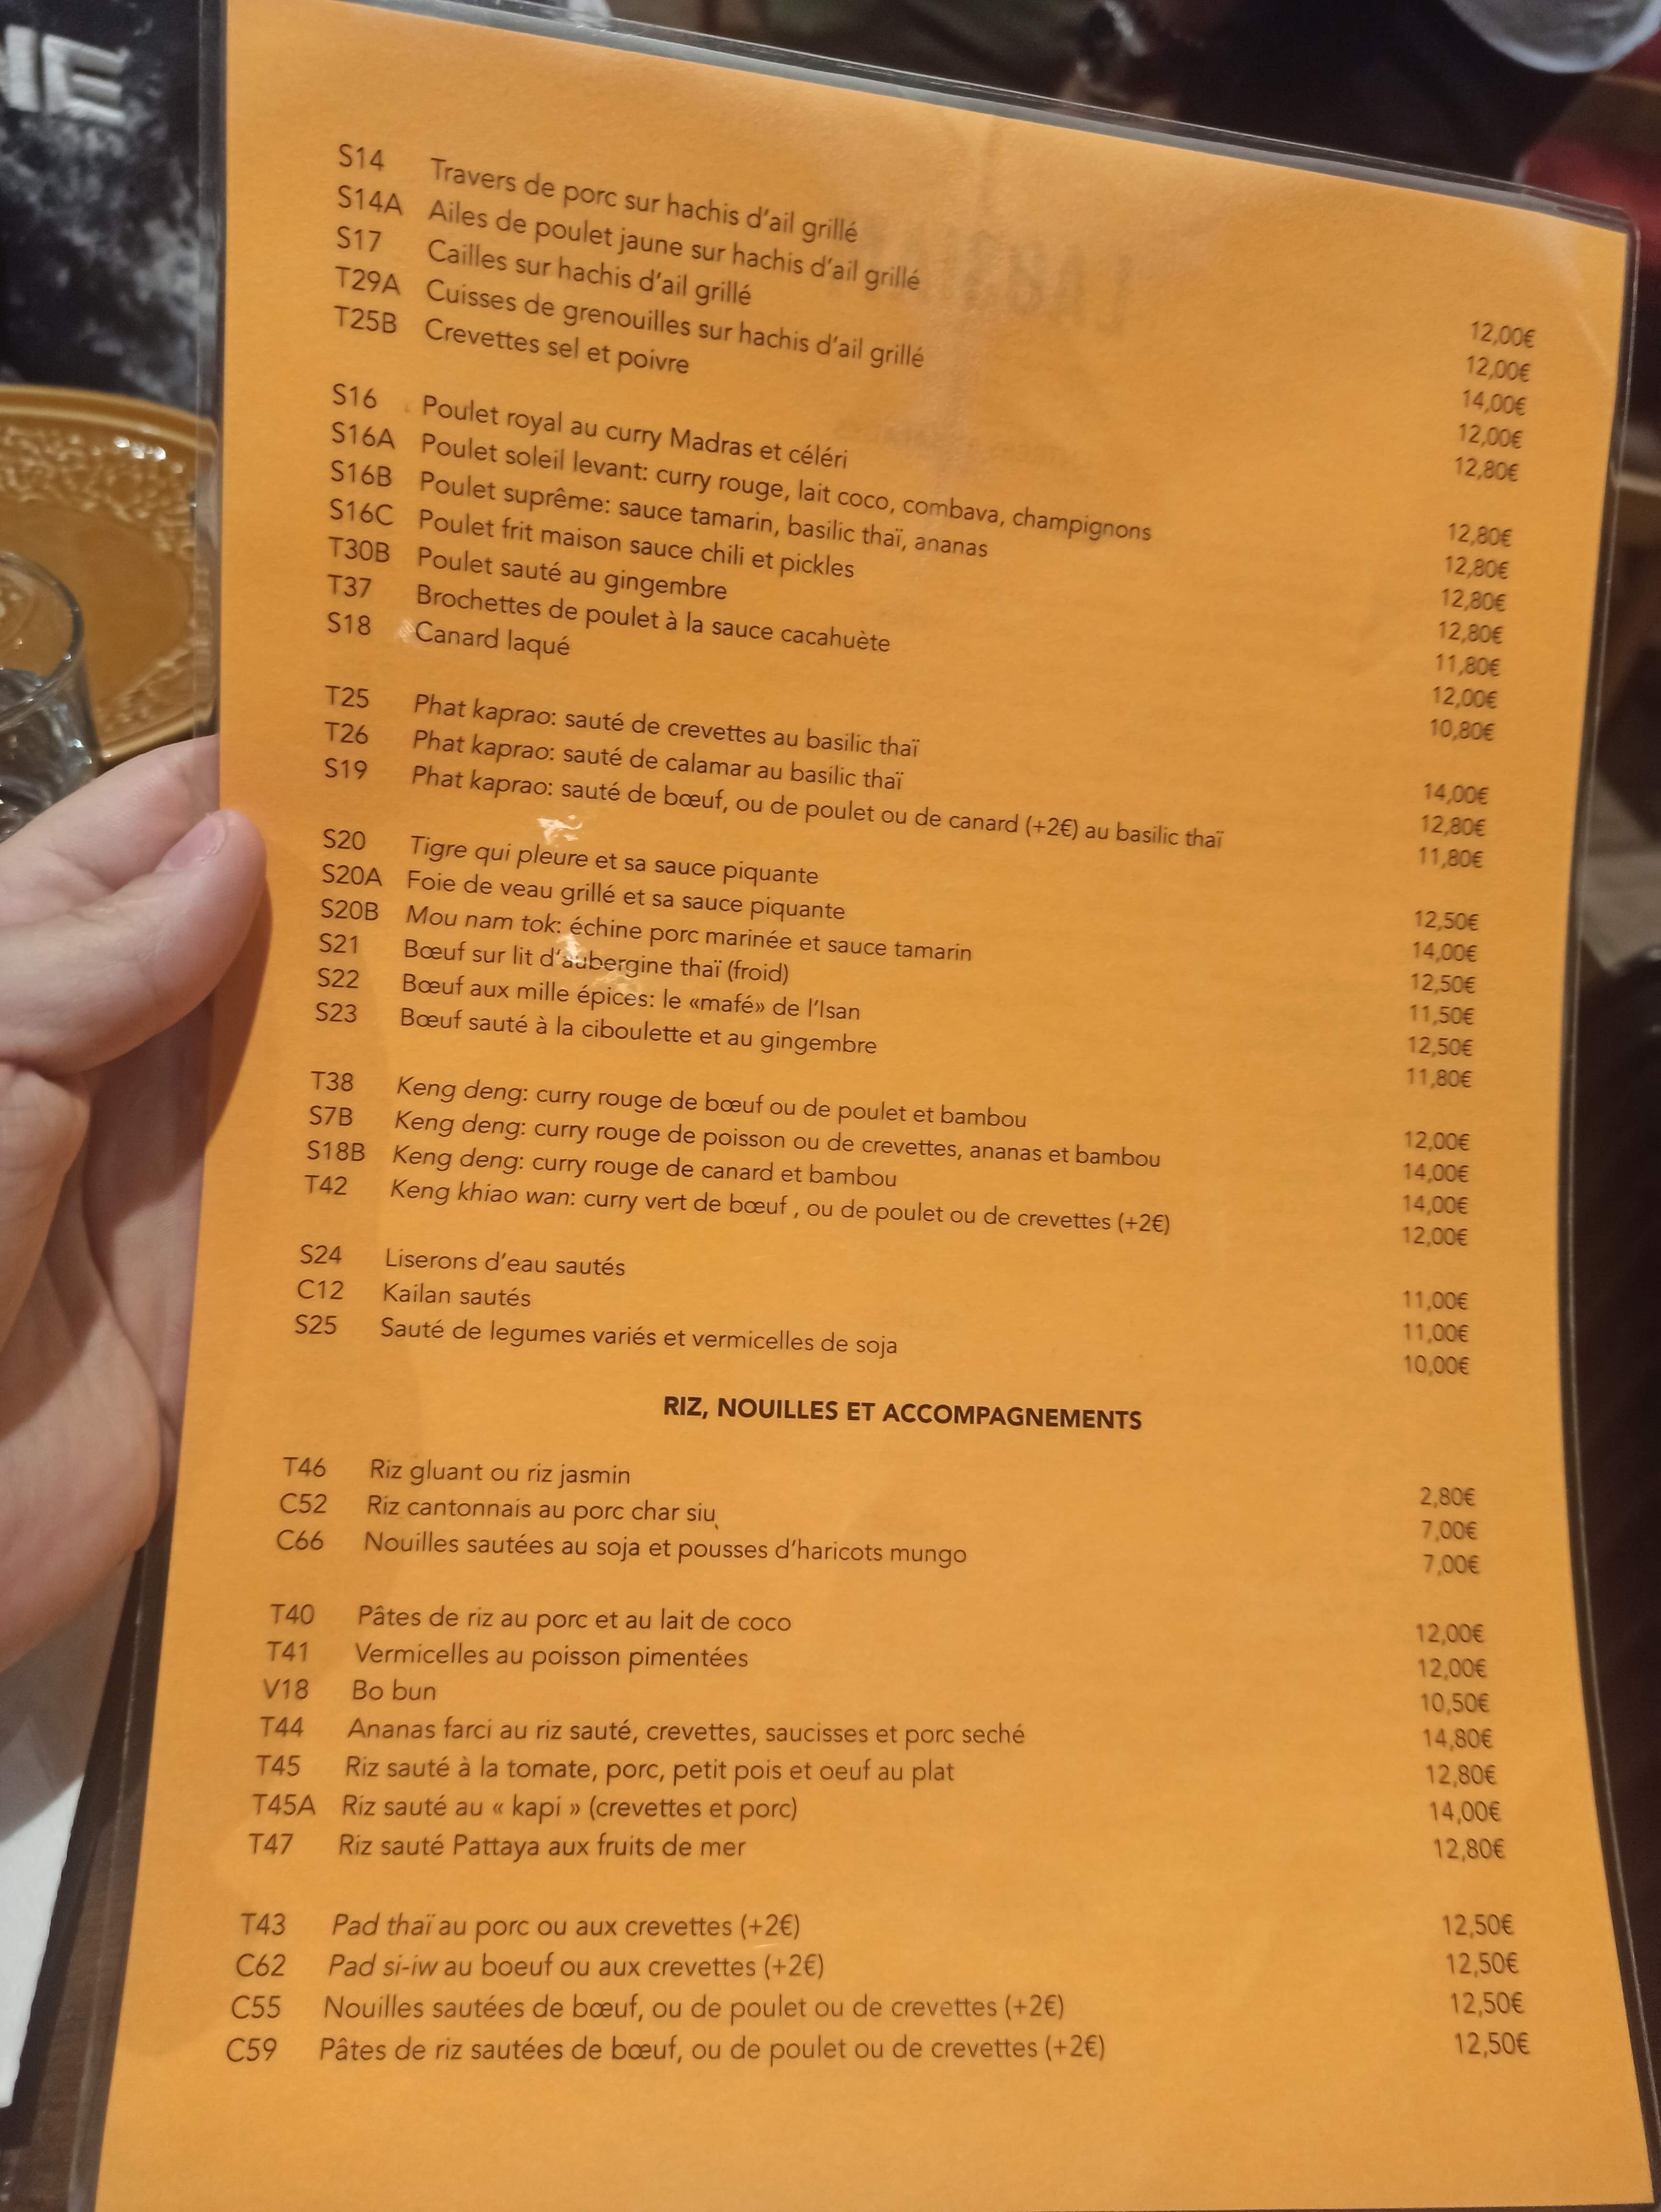 S14 Travers de porc sur hachis d'ail grillé 12,00€
S14A Ailes de poulet jaune sur hachis d'ail grillé 12,00€
S17 Cailles sur hachis d'ail grillé 14,00€
T29A Cuisses de grenouilles sur hachis d'ail grillé 12,00€
T25B Crevettes sel et poivre 12,80€
S16 Poulet royal au curry Madras et céléri 12,80€
S16A Poulet soleil levant: curry rouge, lait coco, combava, champignons 12,80€
S16B Poulet suprême: sauce tamarin, basilic thaï, ananas 12,80€
S16C Poulet frit maison sauce chili et pickles 12,80€
T30B Poulet sauté au gingembre 11,80€
T37 Brochettes de poulet à la sauce cacahuète 12,00€
S18 Canard laqué 10,80€
T25 Phat kaprao: sauté de crevettes au basilic thaï 14,00€
T26 Phat kaprao: sauté de calamar au basilic thaï 12,80€
S19 Phat kaprao: sauté de bœuf, ou de poulet ou de canard (+2€) au basilic thaï 11,80€
S20 Tigre qui pleure et sa sauce piquante 12,50€
S20A Foie de veau grillé et sa sauce piquante 14,00€
S20B Mou nam tok: échine porc marinée et sauce tamarin 12,50€
S21 Bœuf sur lit d'aubergine thaï (froid) 11,50€
S22 Bœuf aux mille épices: le «mafé» de l'Isan 12,50€
S23 Bœuf sauté à la ciboulette et au gingembre 11,80€
T38 Keng deng: curry rouge de bœuf ou de poulet et bambou 12,00€
S7B Keng deng: curry rouge de poisson ou de crevettes, ananas et bambou 14,00€
S18B Keng deng: curry rouge de canard et bambou 14,00€
T42 Keng khiao wan: curry vert de bœuf , ou de poulet ou de crevettes (+2€) 12,00€
S24 Liserons d'eau sautés 11,00€
C12 Kailan sautés 11,00€
S25 Sauté de legumes variés et vermicelles de soja 10,00€
RIZ, NOUILLES ET ACCOMPAGNEMENTS
T46 Riz gluant ou riz jasmin 2,80€
C52 Riz cantonnais au porc char siu 7,00€
C66 Nouilles sautées au soja et pousses d'haricots mungo 7,00€
T40 Pâtes de riz au porc et au lait de coco 12,00€
T41 Vermicelles au poisson pimentées 12,00€
V18 Bo bun 10,50€
T44 Ananas farci au riz sauté, crevettes, saucisses et porc seché 14,80€
T45 Riz sauté à la tomate, porc, petit pois et oeuf au plat 12,80€
T45A Riz sauté au « kapi » (crevettes et porc) 14,00€
T47 Riz sauté Pattaya aux fruits de mer 12,80€
T43 Pad thaï au porc ou aux crevettes (+2€) 12,50€
C62 Pad si-iw au boeuf ou aux crevettes (+2€) 12,50€
C55 Nouilles sautées de bœuf, ou de poulet ou de crevettes (+2€) 12,50€
C59 Pâtes de riz sautées de bœuf, ou de poulet ou de crevettes (+2€) 12,50€